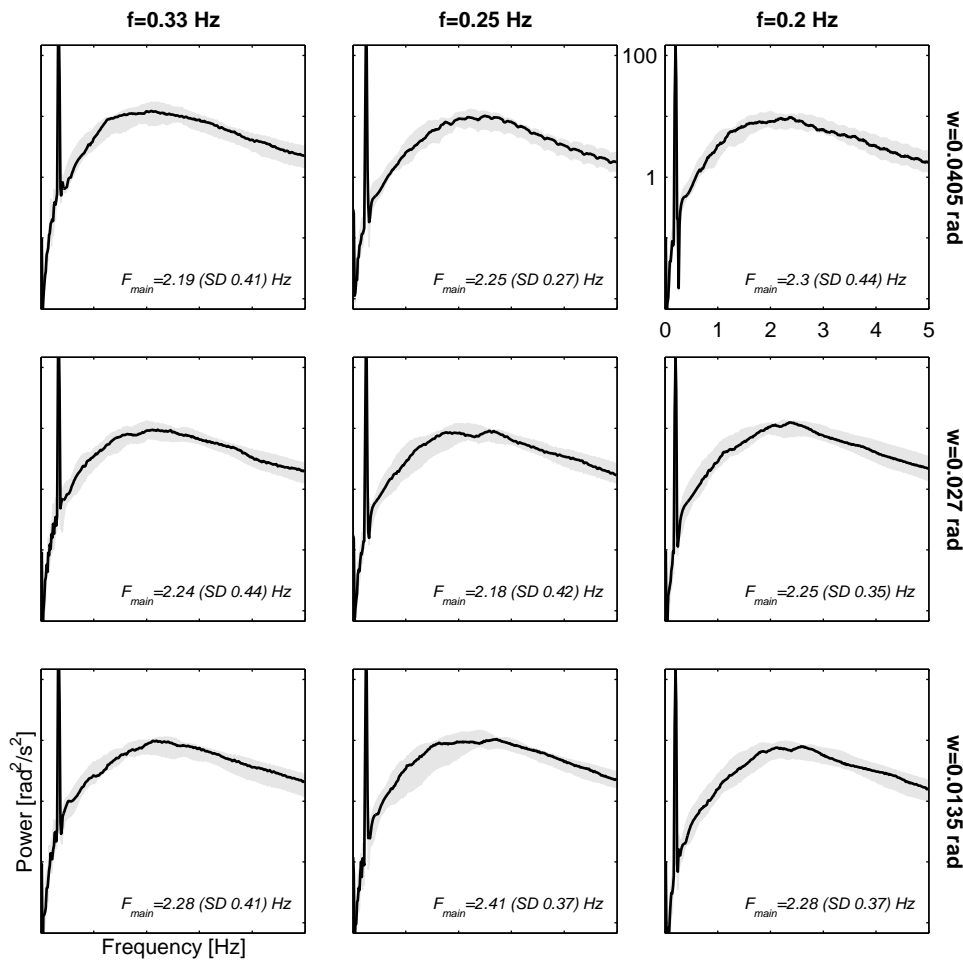 f=0.33 Hz
f=0.25 Hz
f=0.2 Hz
100
1
w=0.0405 rad
F_main=2.19 (SD 0.41) Hz
F_main=2.25 (SD 0.27) Hz
F_main=2.3 (SD 0.44) Hz
0 1 2 3 4 5
w=0.027 rad
F_main=2.24 (SD 0.44) Hz
F_main=2.18 (SD 0.42) Hz
F_main=2.25 (SD 0.35) Hz
w=0.0135 rad
Power [rad²/s²]
F_main=2.28 (SD 0.41) Hz
F_main=2.41 (SD 0.37) Hz
F_main=2.28 (SD 0.37) Hz
Frequency [Hz]